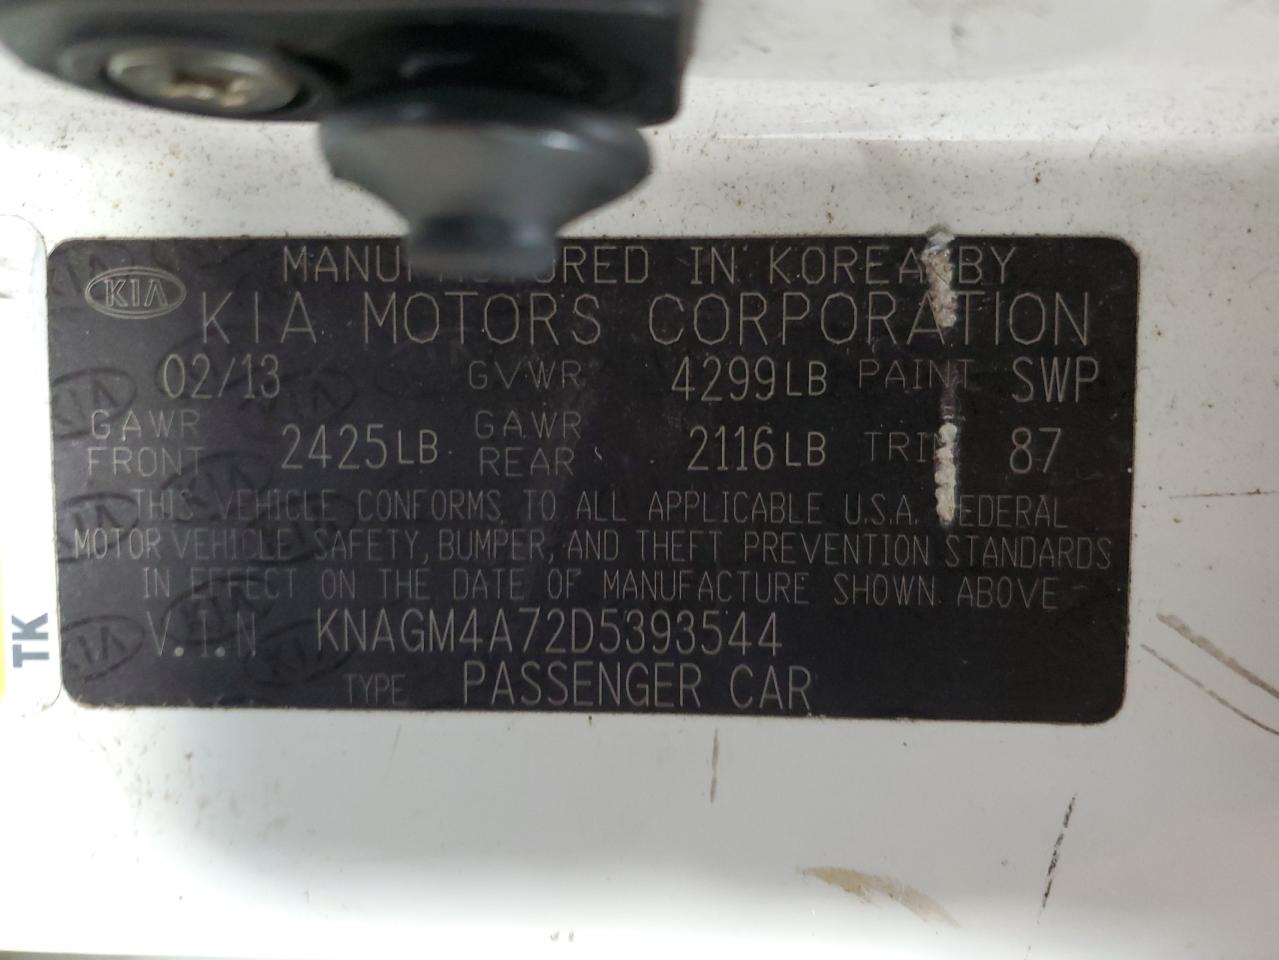 MANUFACTURED IN KOREA BY
KIA
KIA MOTORS CORPORATION
02/13 GVWR 4299LB PAINT SWP
GAWR FRONT 2425LB GAWR REAR 2116LB TRIM 87
THIS VEHICLE CONFORMS TO ALL APPLICABLE U.S.A. FEDERAL
MOTOR VEHICLE SAFETY, BUMPER, AND THEFT PREVENTION STANDARDS
IN EFFECT ON THE DATE OF MANUFACTURE SHOWN ABOVE
V.I.N KNAGM4A72D5393544
TYPE PASSENGER CAR
TK